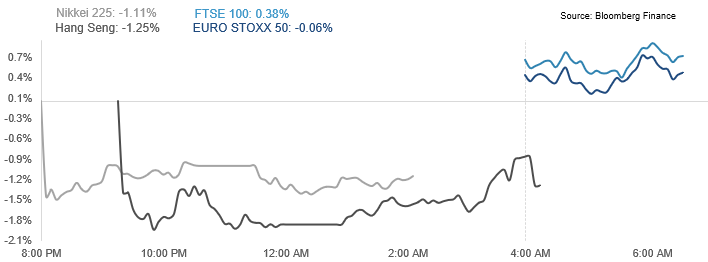 Nikkei 225: -1.11% FTSE 100: 0.38%
Hang Seng: -1.25% EURO STOXX 50: -0.06%
Source: Bloomberg Finance
0.7%
0.4%
0.1%
-0.3%
-0.6%
-0.9%
-1.2%
-1.5%
-1.8%
-2.1%
8:00 PM 10:00 PM 12:00 AM 2:00 AM 4:00 AM 6:00 AM